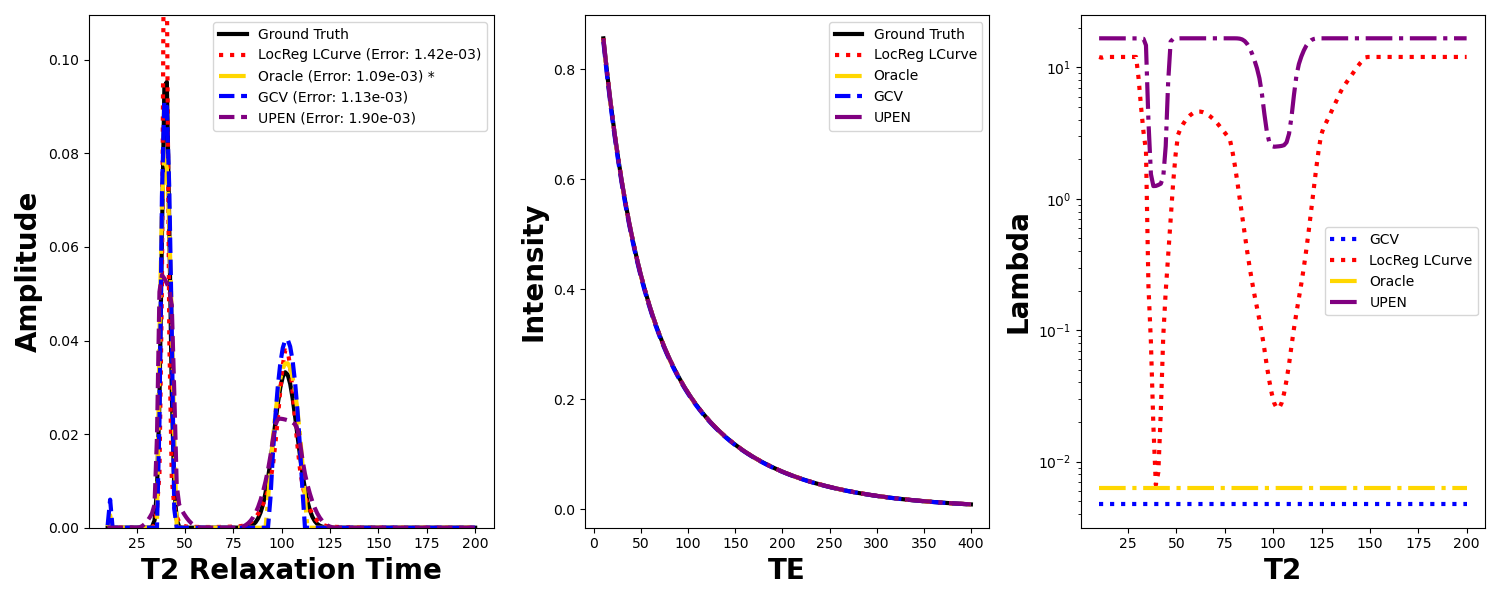 Amplitude
0.00
0.02
0.04
0.06
0.08
0.10
25 50 75 100 125 150 175 200
T2 Relaxation Time
Ground Truth
LocReg LCurve (Error: 1.42e-03)
Oracle (Error: 1.09e-03) *
GCV (Error: 1.13e-03)
UPEN (Error: 1.90e-03)
Intensity
0.0
0.2
0.4
0.6
0.8
0 50 100 150 200 250 300 350 400
TE
Ground Truth
LocReg LCurve
Oracle
GCV
UPEN
Lambda
10⁻²
10⁻¹
10⁰
10¹
25 50 75 100 125 150 175 200
T2
GCV
LocReg LCurve
Oracle
UPEN